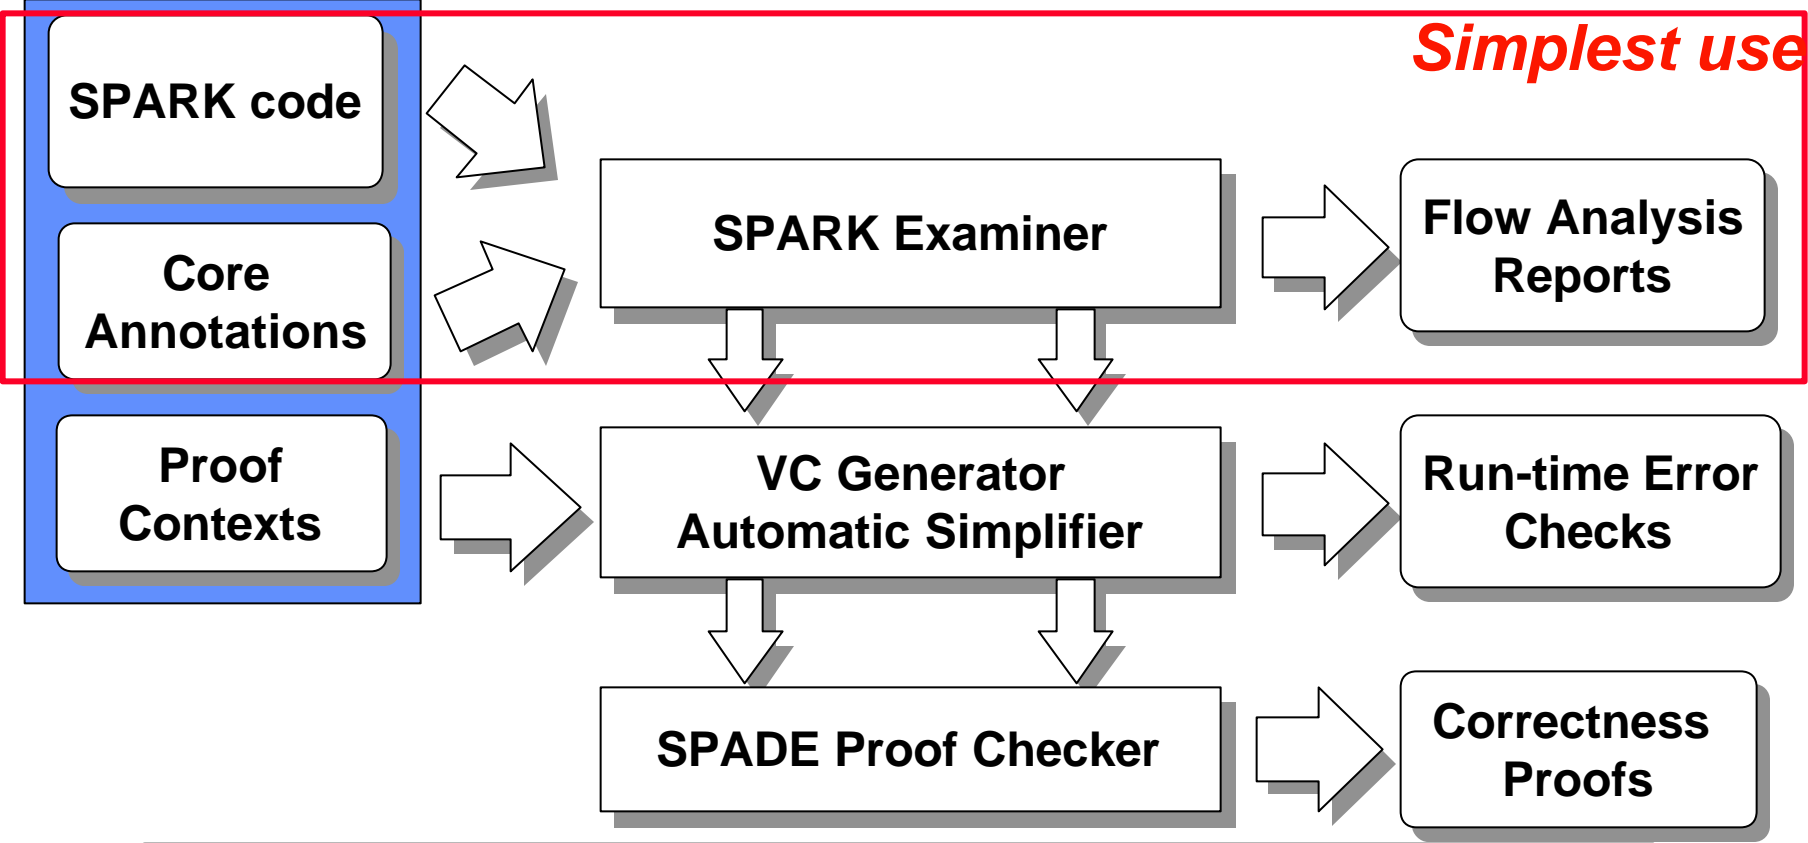 Simplest use
SPARK code
SPARK Examiner
Flow Analysis
Reports
Core
Annotations
Proof
Contexts
VC Generator
Automatic Simplifier
Run-time Error
Checks
SPADE Proof Checker
Correctness
Proofs